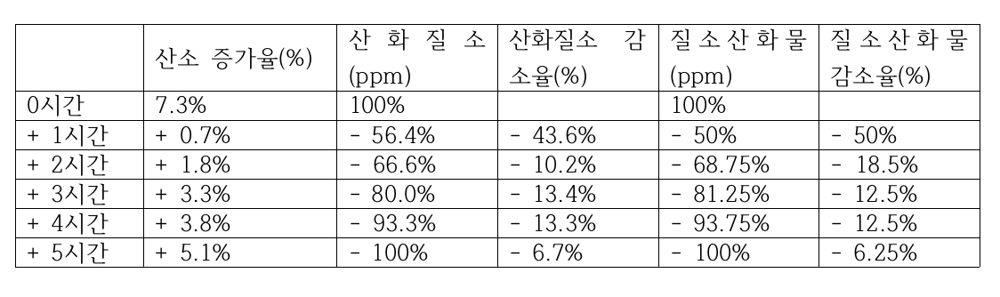 산소 증가율(%) 산화질소 (ppm) 산화질소 감소율(%) 질소산화물 (ppm) 질소산화물 감소율(%)
0시간 7.3% 100% 100%
+ 1시간 + 0.7% - 56.4% - 43.6% - 50% - 50%
+ 2시간 + 1.8% - 66.6% - 10.2% - 68.75% - 18.5%
+ 3시간 + 3.3% - 80.0% - 13.4% - 81.25% - 12.5%
+ 4시간 + 3.8% - 93.3% - 13.3% - 93.75% - 12.5%
+ 5시간 + 5.1% - 100% - 6.7% - 100% - 6.25%